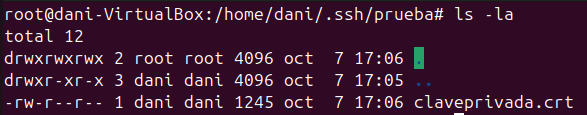 root@dani-VirtualBox:/home/dani/.ssh/prueba# ls -la
total 12
drwxrwxrwx 2 root root 4096 oct  7 17:06 .
drwxr-xr-x 3 dani dani 4096 oct  7 17:05 ..
-rw-r--r-- 1 dani dani 1245 oct  7 17:06 claveprivada.crt